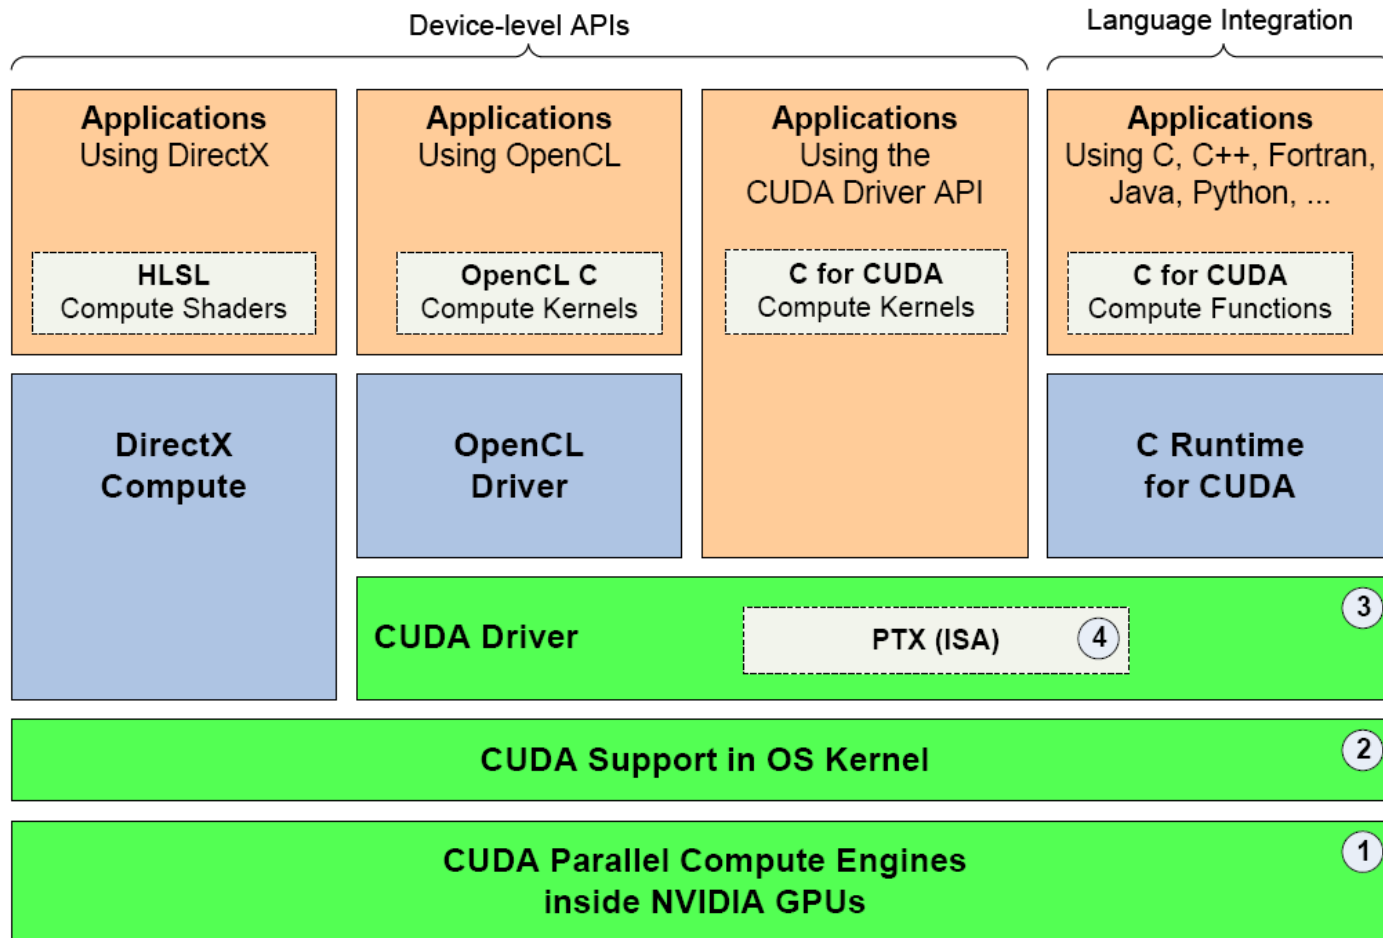 Device-level APIs
Language Integration
Applications
Using DirectX
HLSL
Compute Shaders
Applications
Using OpenCL
OpenCL C
Compute Kernels
Applications
Using the
CUDA Driver API
C for CUDA
Compute Kernels
Applications
Using C, C++, Fortran,
Java, Python, ...
C for CUDA
Compute Functions
DirectX
Compute
OpenCL
Driver
C Runtime
for CUDA
3
CUDA Driver
PTX (ISA)
4
CUDA Support in OS Kernel
2
CUDA Parallel Compute Engines
inside NVIDIA GPUs
1